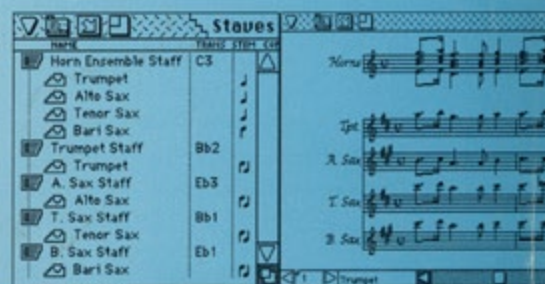 Staves
NAME TRANS STEM
Horn Ensemble Staff C3
Trumpet
Alto Sax
Tenor Sax
Bari Sax
Trumpet Staff Bb2
Trumpet
A. Sax Staff Eb3
Alto Sax
T. Sax Staff Bb1
Tenor Sax
B. Sax Staff Eb1
Bari Sax
Horns
Tpt
A. Sax
T. Sax
B. Sax
1 Trumpet